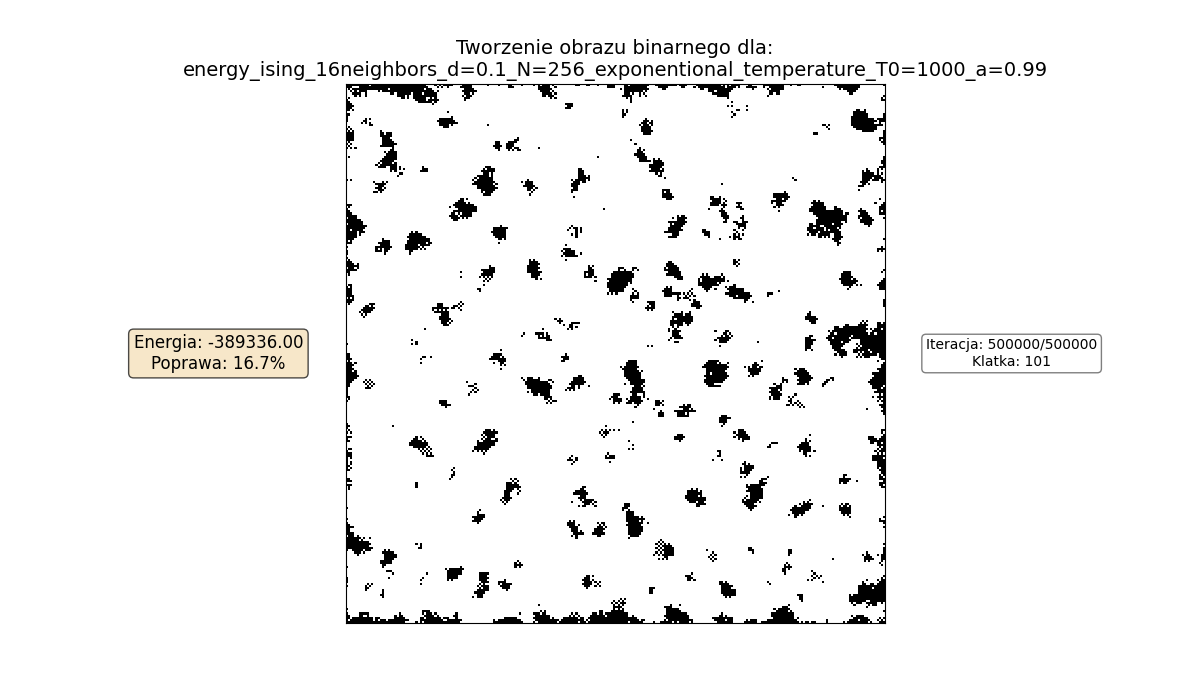 Tworzenie obrazu binarnego dla:
energy_ising_16neighbors_d=0.1_N=256_exponentional_temperature_T0=1000_a=0.99
Energia: -389336.00
Poprawa: 16.7%
Iteracja: 500000/500000
Klatka: 101